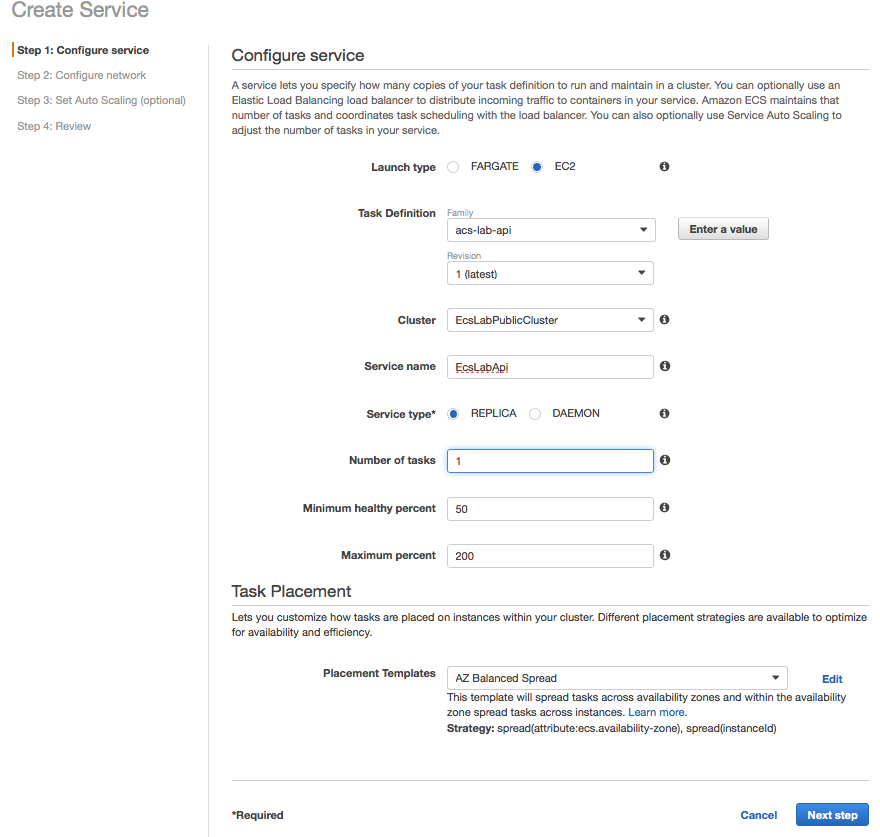 Create Service
Step 1: Configure service
Step 2: Configure network
Step 3: Set Auto Scaling (optional)
Step 4: Review
Configure service
A service lets you specify how many copies of your task definition to run and maintain in a cluster. You can optionally use an
Elastic Load Balancing load balancer to distribute incoming traffic to containers in your service. Amazon ECS maintains that
number of tasks and coordinates task scheduling with the load balancer. You can also optionally use Service Auto Scaling to
adjust the number of tasks in your service.
Launch type FARGATE EC2
Task Definition Family
acs-lab-api Enter a value
Revision
1 (latest)
Cluster EcsLabPublicCluster
Service name EcsLabApi
Service type* REPLICA DAEMON
Number of tasks 1
Minimum healthy percent 50
Maximum percent 200
Task Placement
Lets you customize how tasks are placed on instances within your cluster. Different placement strategies are available to optimize
for availability and efficiency.
Placement Templates AZ Balanced Spread Edit
This template will spread tasks across availability zones and within the availability
zone spread tasks across instances. Learn more.
Strategy: spread(attribute:ecs.availability-zone), spread(instanceId)
*Required Cancel Next step